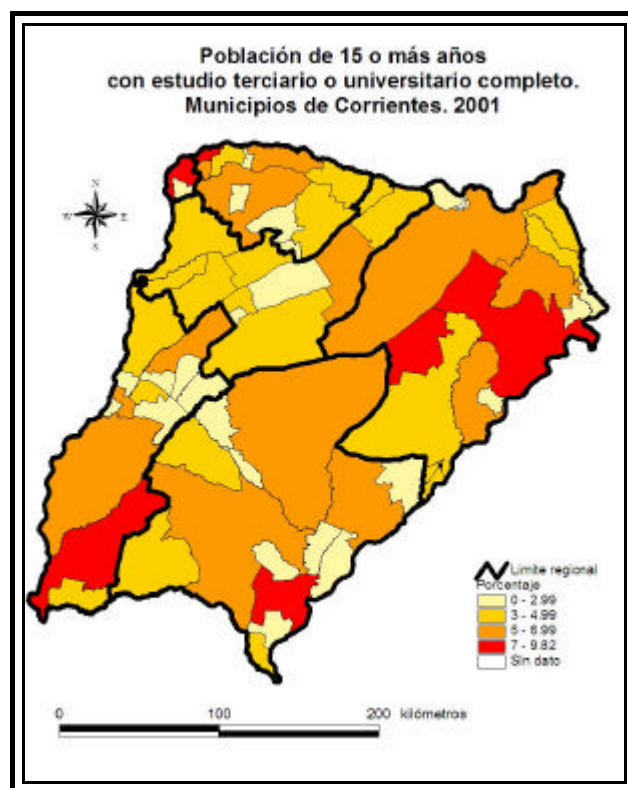 Población de 15 o más años
con estudio terciario o universitario completo.
Municipios de Corrientes. 2001
N
W E
S
Limite regional
Porcentaje
0 - 2.99
3 - 4.99
5 - 6.99
7 - 9.82
Sin dato
0 100 200 kilómetros